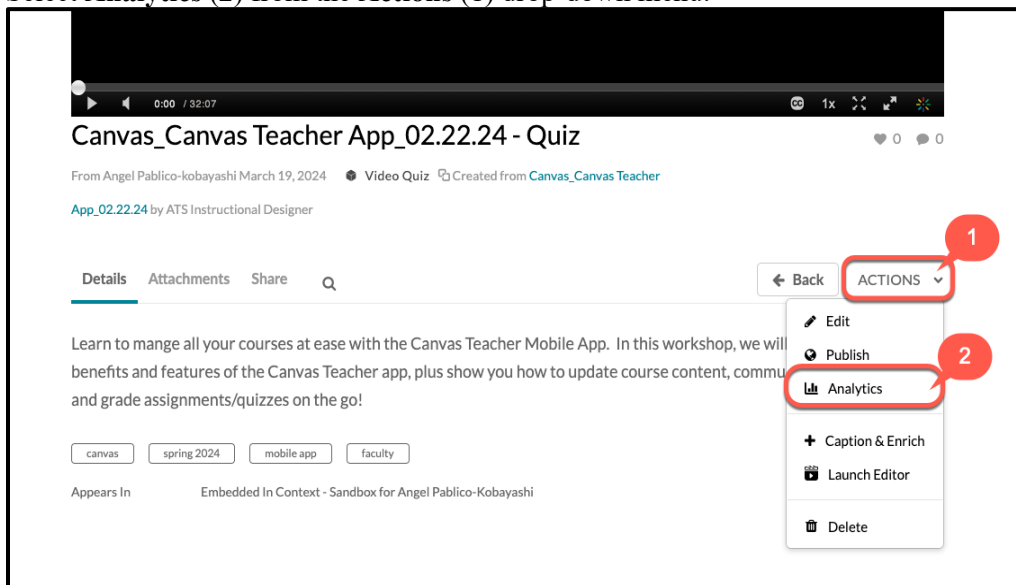 Select Analytics (2) from the Actions (1) drop-down menu.
0:00 / 32:07
CC 1x
Canvas_Canvas Teacher App_02.22.24 - Quiz
0 0
From Angel Pablico-kobayashi March 19, 2024 Video Quiz Created from Canvas_Canvas Teacher
App_02.22.24 by ATS Instructional Designer
1
Details Attachments Share Back ACTIONS
Edit
Learn to mange all your courses at ease with the Canvas Teacher Mobile App. In this workshop, we will
Publish
2
benefits and features of the Canvas Teacher app, plus show you how to update course content, commu
Analytics
and grade assignments/quizzes on the go!
Caption & Enrich
canvas spring 2024 mobile app faculty
Launch Editor
Appears In Embedded In Context - Sandbox for Angel Pablico-Kobayashi
Delete